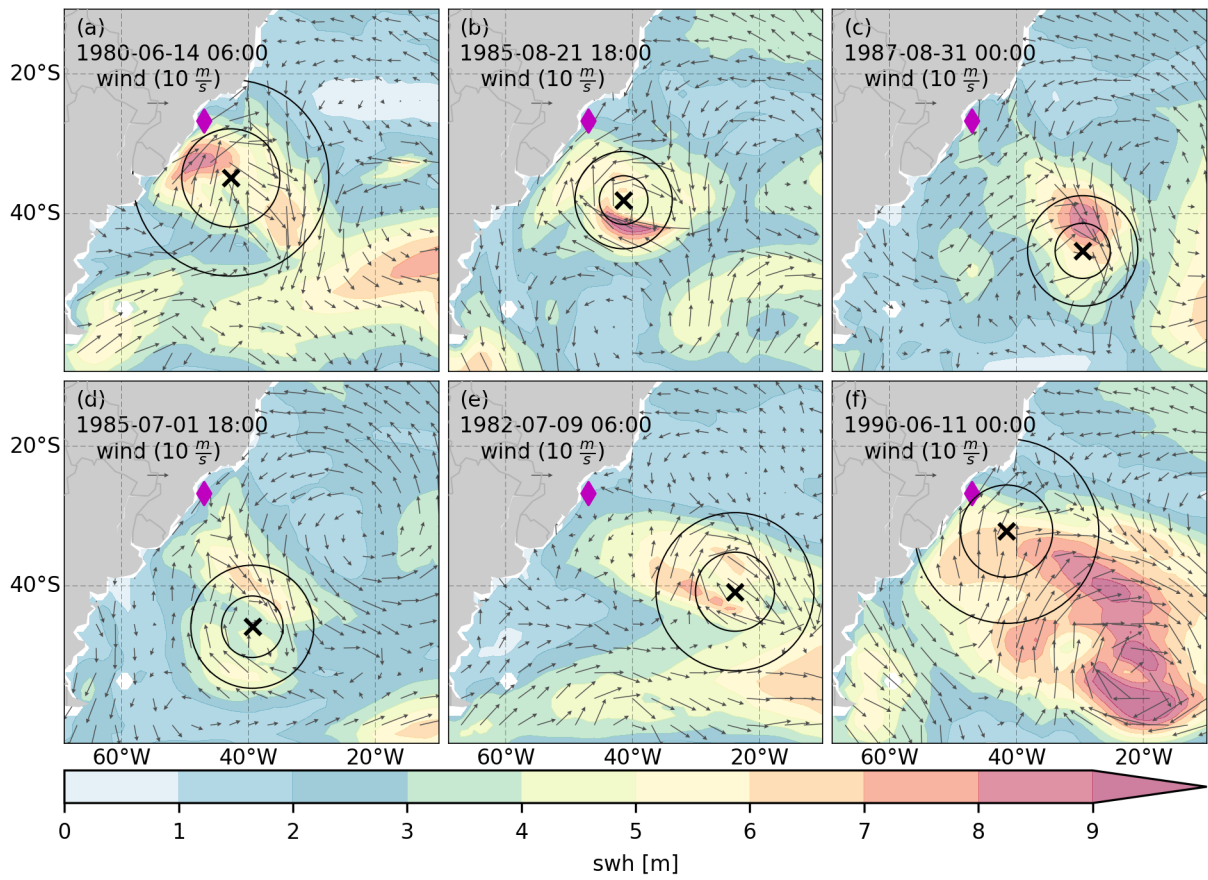 (a)
1980-06-14 06:00
wind (10 m/s)
(b)
1985-08-21 18:00
wind (10 m/s)
(c)
1987-08-31 00:00
wind (10 m/s)
20°S
40°S
(d)
1985-07-01 18:00
wind (10 m/s)
(e)
1982-07-09 06:00
wind (10 m/s)
(f)
1990-06-11 00:00
wind (10 m/s)
20°S
40°S
60°W 40°W 20°W 60°W 40°W 20°W 60°W 40°W 20°W
0 1 2 3 4 5 6 7 8 9
swh [m]